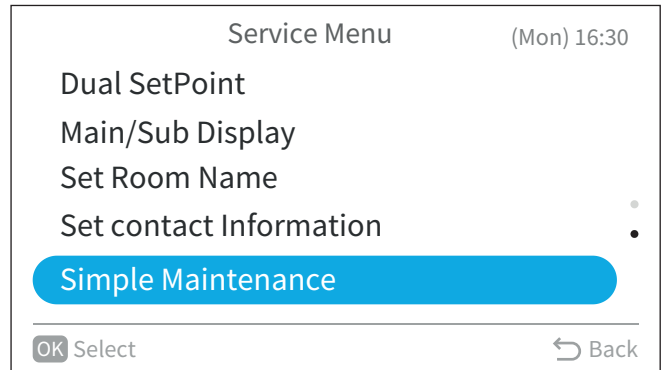 Service Menu (Mon) 16:30
Dual SetPoint
Main/Sub Display
Set Room Name
Set contact Information
Simple Maintenance
OK Select Back